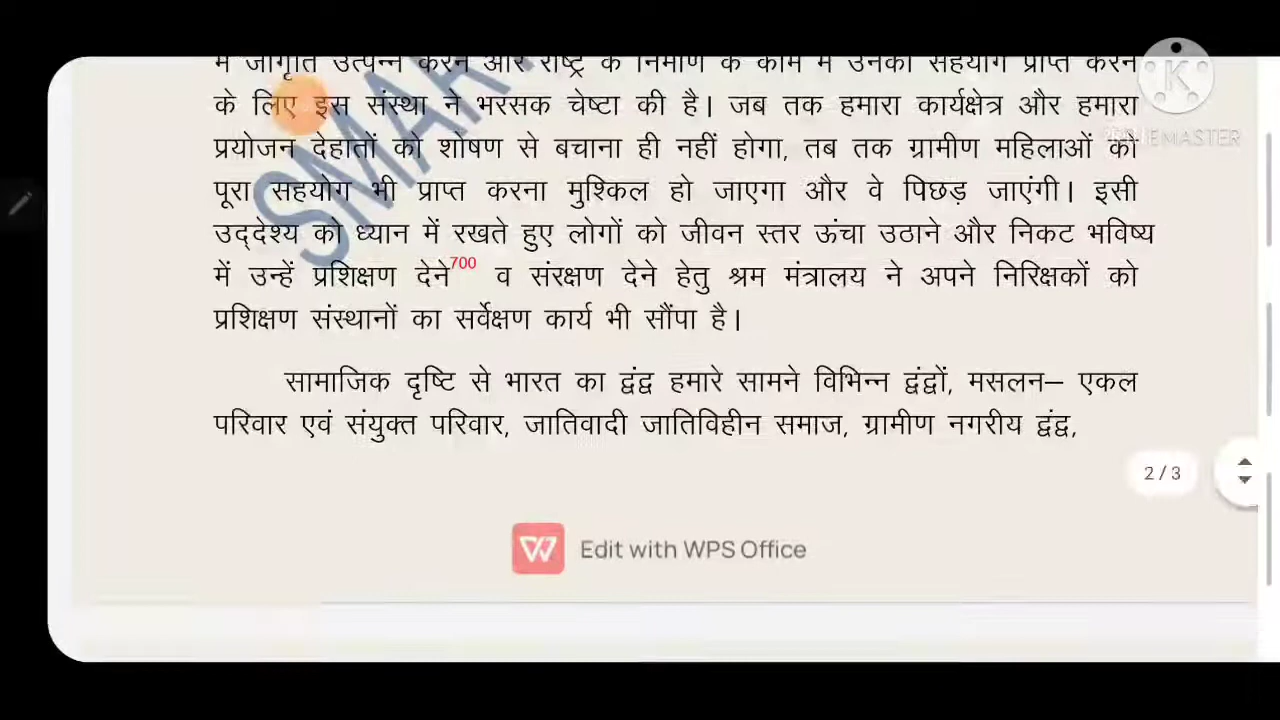 में जागृति उत्पन्न करने और राष्ट्र के निर्माण के काम में उनका सहयोग प्राप्त करने
के लिए इस संस्था ने भरसक चेष्टा की है। जब तक हमारा कार्यक्षेत्र और हमारा
प्रयोजन देहातों को शोषण से बचाना ही नहीं होगा, तब तक ग्रामीण महिलाओं का
पूरा सहयोग भी प्राप्त करना मुश्किल हो जाएगा और वे पिछड़ जाएंगी। इसी
उद्देश्य को ध्यान में रखते हुए लोगों को जीवन स्तर ऊंचा उठाने और निकट भविष्य
में उन्हें प्रशिक्षण देने700 व संरक्षण देने हेतु श्रम मंत्रालय ने अपने निरिक्षकों को
प्रशिक्षण संस्थानों का सर्वेक्षण कार्य भी सौंपा है।
सामाजिक दृष्टि से भारत का द्वंद्व हमारे सामने विभिन्न द्वंद्वों, मसलन– एकल
परिवार एवं संयुक्त परिवार, जातिवादी जातिविहीन समाज, ग्रामीण नगरीय द्वंद्व,
2 / 3
Edit with WPS Office
SMAR
K